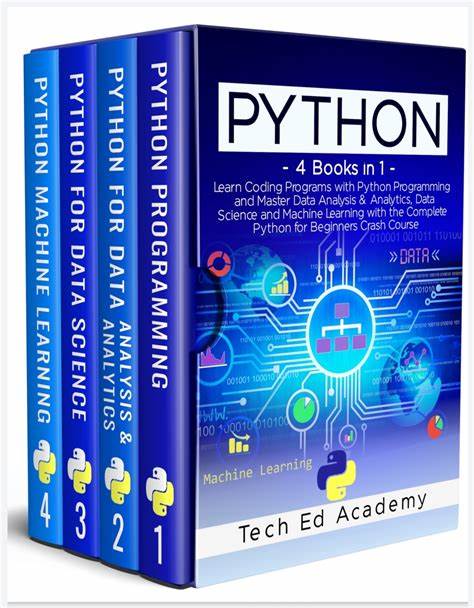 PYTHON MACHINE LEARNING
4
PYTHON FOR DATA SCIENCE
3
PYTHON FOR DATA
ANALYSIS &
ANALYTICS
2
PYTHON PROGRAMMING
1
PYTHON
- 4 Books in 1 -
Learn Coding Programs with Python Programming
and Master Data Analysis & Analytics, Data
Science and Machine Learning with the Complete
Python for Beginners Crash Course
» DATA
Machine Learning
Tech Ed Academy